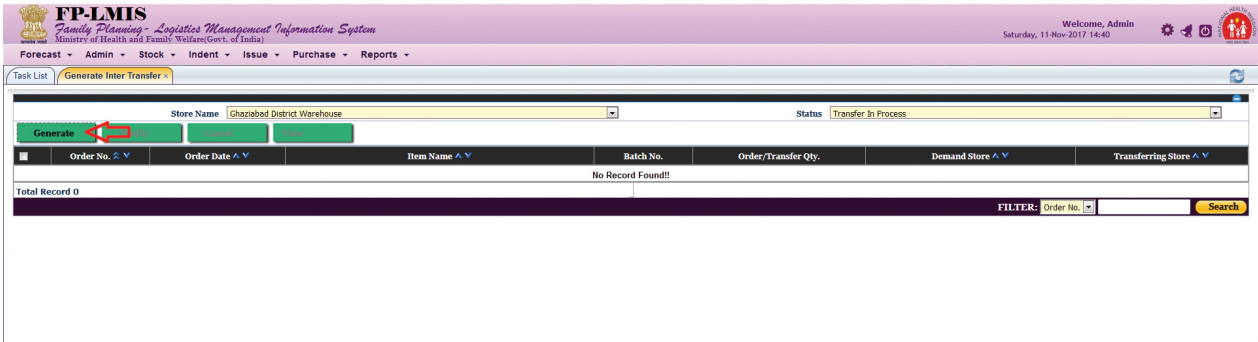 FP-LMIS
Family Planning - Logistics Management Information System
Ministry of Health and Family Welfare(Govt. of India)
Welcome, Admin
Saturday, 11-Nov-2017 14:40
Forecast Admin Stock Indent Issue Purchase Reports
Task List Generate Inter Transfer ×
Store Name Ghaziabad District Warehouse Status Transfer In Process
Generate
Order No. Order Date Item Name Batch No. Order/Transfer Qty. Demand Store Transferring Store
No Record Found!!
Total Record 0
FILTER: Order No. Search